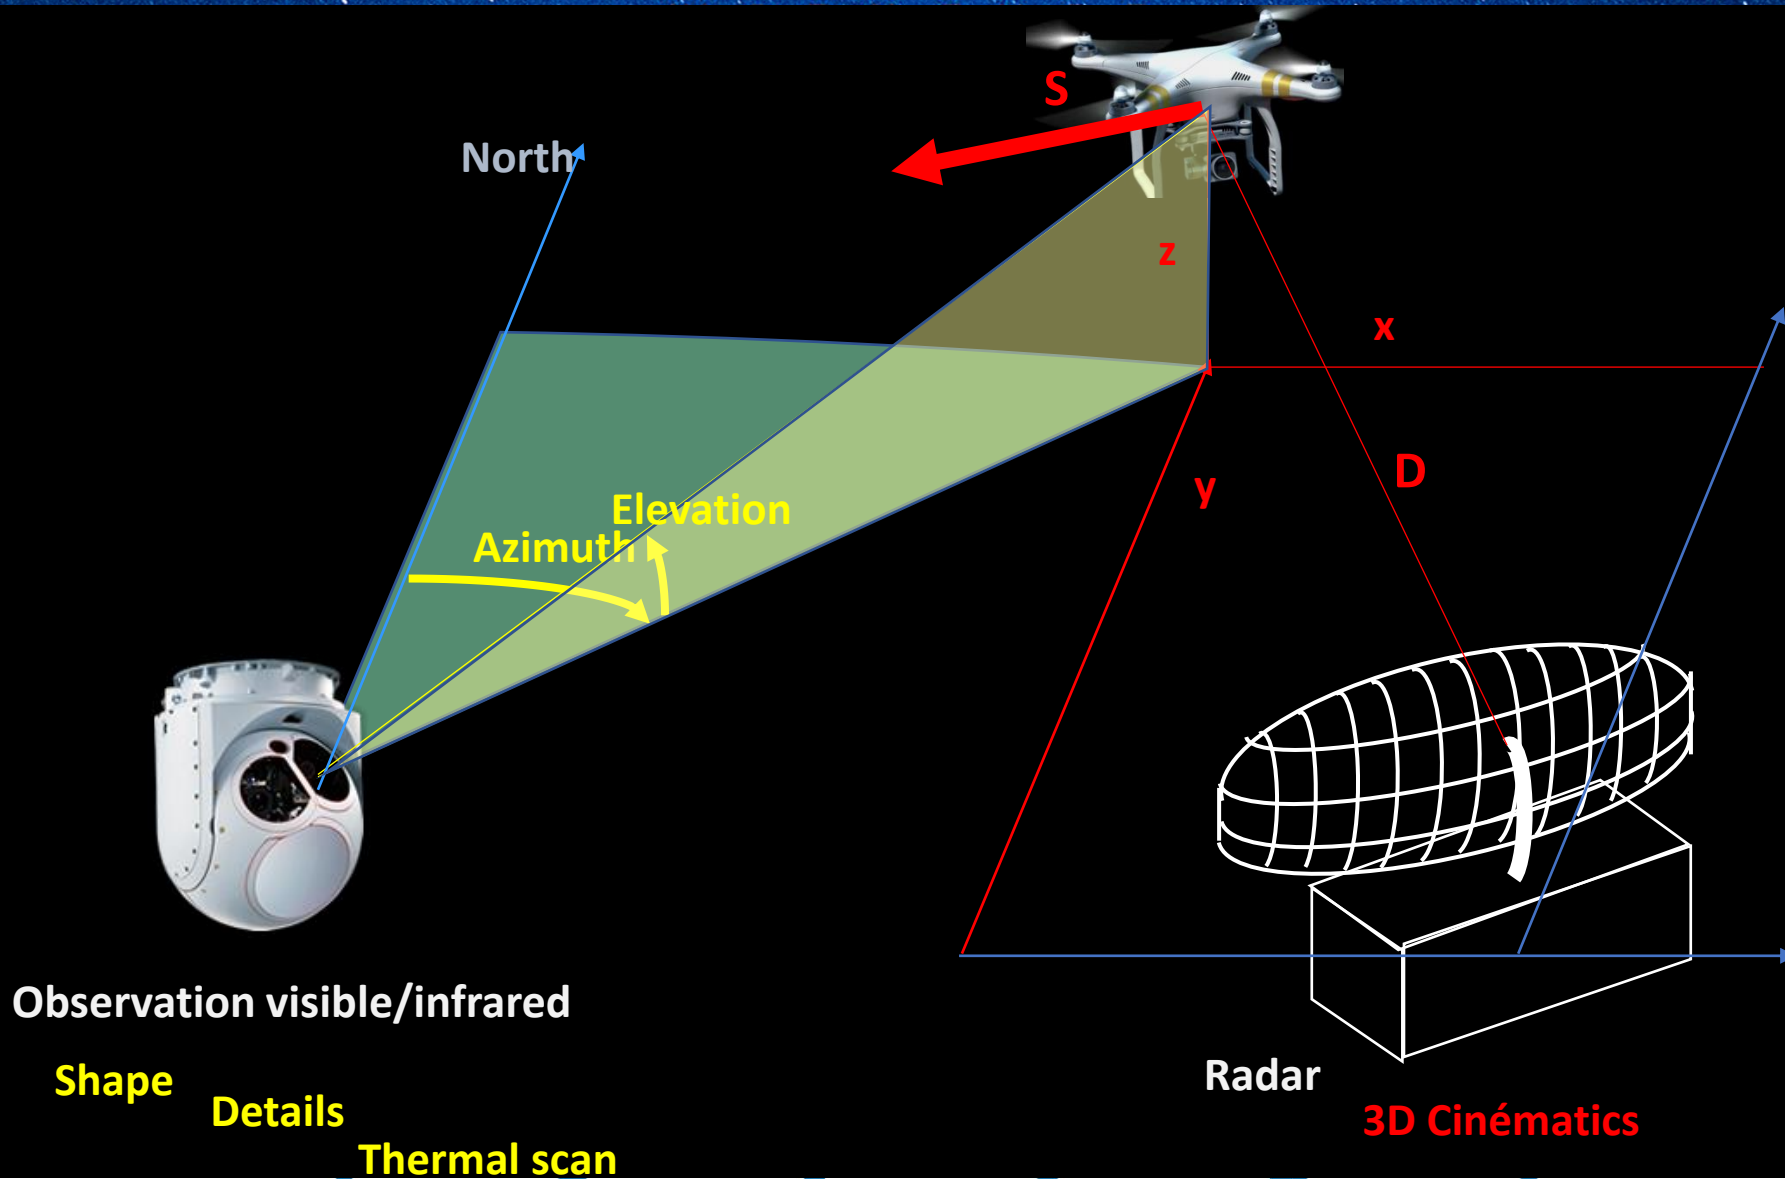 S
North
z
x
D
y
Elevation
Azimuth
Observation visible/infrared
Shape
Details
Thermal scan
Radar
3D Cinématics